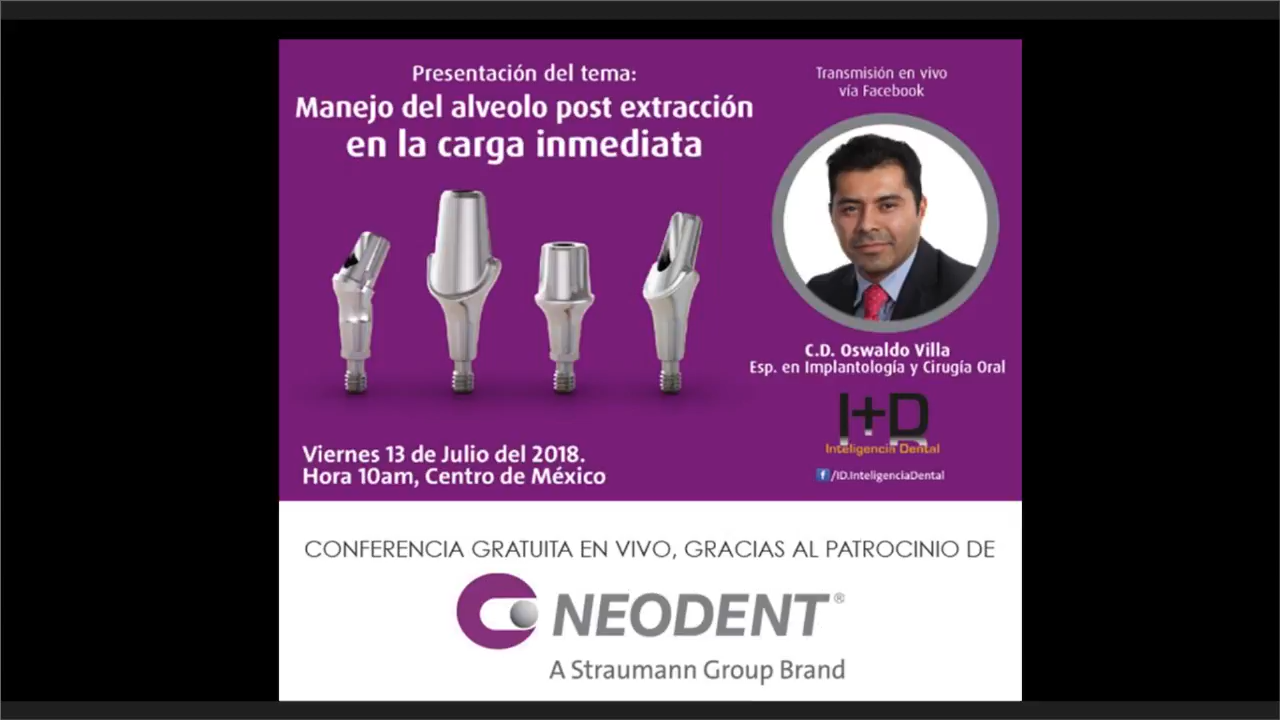 Presentación del tema:
Manejo del alveolo post extracción
en la carga inmediata
Transmisión en vivo
vía Facebook
C.D. Oswaldo Villa
Esp. en Implantología y Cirugía Oral
I+D
Inteligencia Dental
f/ID.InteligenciaDental
Viernes 13 de Julio del 2018.
Hora 10am, Centro de México
CONFERENCIA GRATUITA EN VIVO, GRACIAS AL PATROCINIO DE
NEODENT®
A Straumann Group Brand